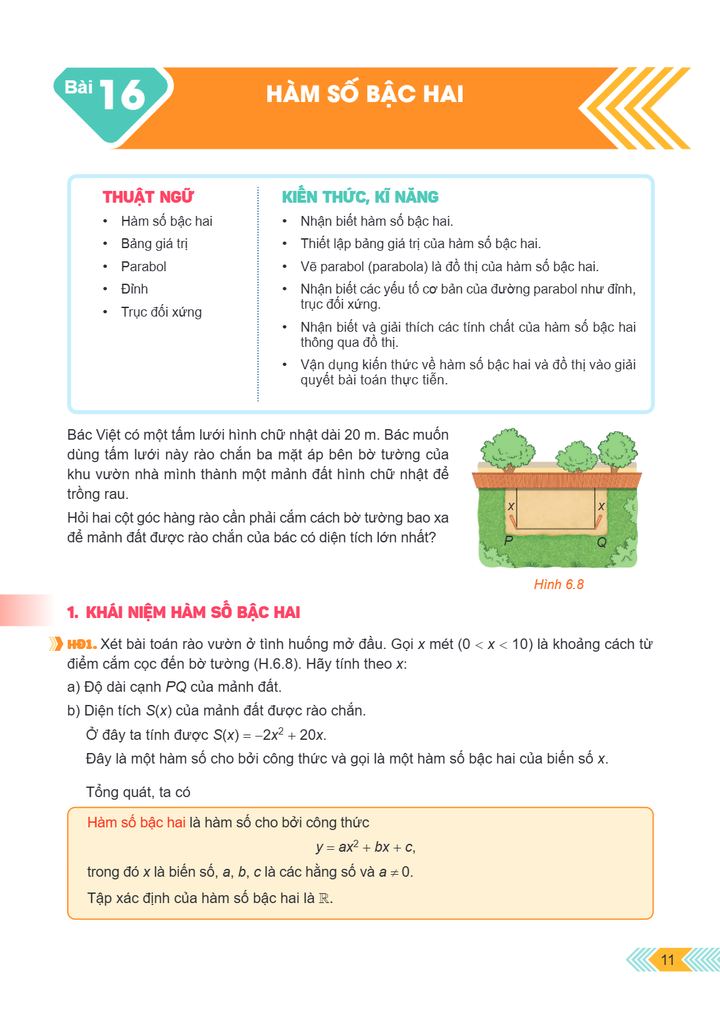 Bài 16
HÀM SỐ BẬC HAI
THUẬT NGỮ
• Hàm số bậc hai
• Bảng giá trị
• Parabol
• Đỉnh
• Trục đối xứng
KIẾN THỨC, KĨ NĂNG
• Nhận biết hàm số bậc hai.
• Thiết lập bảng giá trị của hàm số bậc hai.
• Vẽ parabol (parabola) là đồ thị của hàm số bậc hai.
• Nhận biết các yếu tố cơ bản của đường parabol như đỉnh,
trục đối xứng.
• Nhận biết và giải thích các tính chất của hàm số bậc hai
thông qua đồ thị.
• Vận dụng kiến thức về hàm số bậc hai và đồ thị vào giải
quyết bài toán thực tiễn.
Bác Việt có một tấm lưới hình chữ nhật dài 20 m. Bác muốn
dùng tấm lưới này rào chắn ba mặt áp bên bờ tường của
khu vườn nhà mình thành một mảnh đất hình chữ nhật để
trồng rau.
Hỏi hai cột góc hàng rào cần phải cắm cách bờ tường bao xa
để mảnh đất được rào chắn của bác có diện tích lớn nhất?
x x
P Q
Hình 6.8
1. KHÁI NIỆM HÀM SỐ BẬC HAI
HĐ1. Xét bài toán rào vườn ở tình huống mở đầu. Gọi x mét (0 < x < 10) là khoảng cách từ
điểm cắm cọc đến bờ tường (H.6.8). Hãy tính theo x:
a) Độ dài cạnh PQ của mảnh đất.
b) Diện tích S(x) của mảnh đất được rào chắn.
Ở đây ta tính được S(x) = −2x² + 20x.
Đây là một hàm số cho bởi công thức và gọi là một hàm số bậc hai của biến số x.
Tổng quát, ta có
Hàm số bậc hai là hàm số cho bởi công thức
y = ax² + bx + c,
trong đó x là biến số, a, b, c là các hằng số và a ≠ 0.
Tập xác định của hàm số bậc hai là ℝ.
11